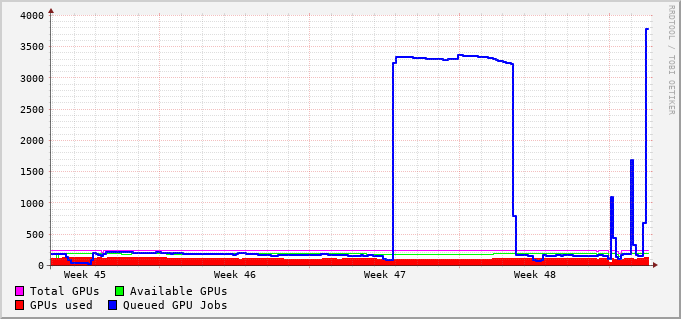 4000
3500
3000
2500
2000
1500
1000
500
0
Week 45 Week 46 Week 47 Week 48
Total GPUs Available GPUs
GPUs used Queued GPU Jobs
RRDTOOL / TOBI OETIKER